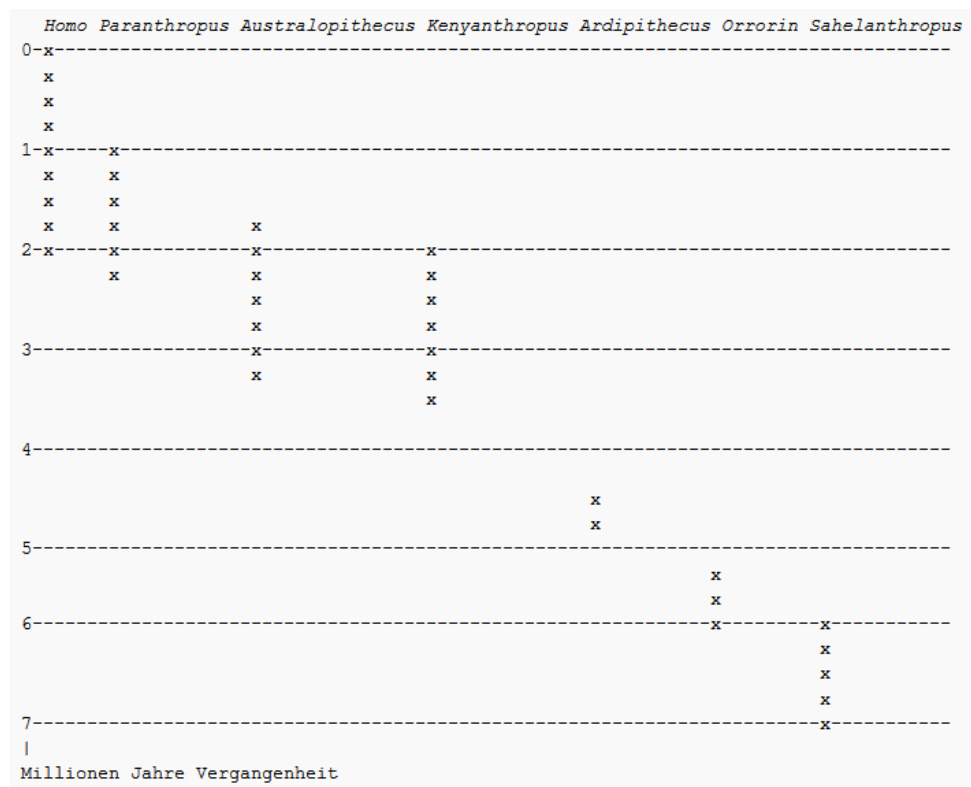 Homo Paranthropus Australopithecus Kenyanthropus Ardipithecus Orrorin Sahelanthropus
0-x----------------------------------------------------------------------------------
  x
  x
  x
1-x-----x----------------------------------------------------------------------------
  x     x
  x     x
  x     x            x
2-x-----x------------x---------------x-----------------------------------------------
        x            x               x
                     x               x
                     x               x
3--------------------x---------------x-----------------------------------------------
                     x               x
                                     x

4------------------------------------------------------------------------------------

                                                    x
                                                    x
5------------------------------------------------------------------------------------
                                                               x
                                                               x
6--------------------------------------------------------------x---------x-----------
                                                                         x
                                                                         x
                                                                         x
7------------------------------------------------------------------------x-----------
|
Millionen Jahre Vergangenheit